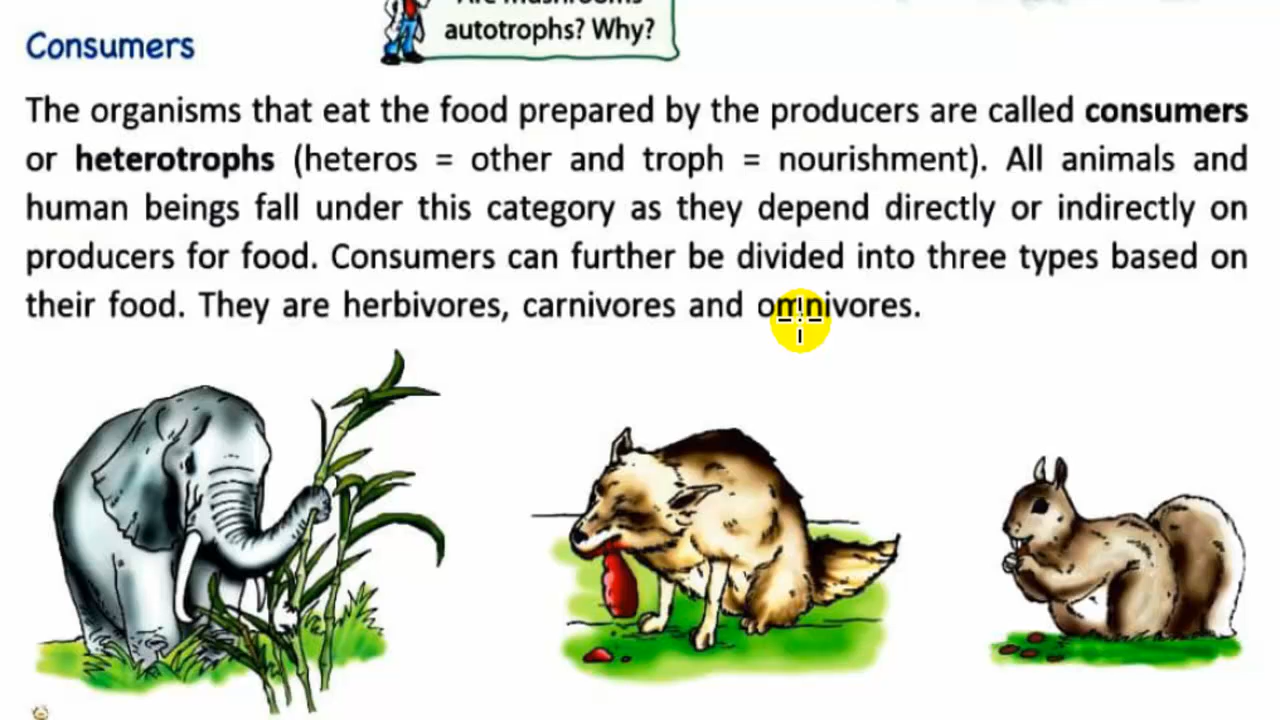 autotrophs? Why?
Consumers
The organisms that eat the food prepared by the producers are called consumers
or heterotrophs (heteros = other and troph = nourishment). All animals and
human beings fall under this category as they depend directly or indirectly on
producers for food. Consumers can further be divided into three types based on
their food. They are herbivores, carnivores and omnivores.